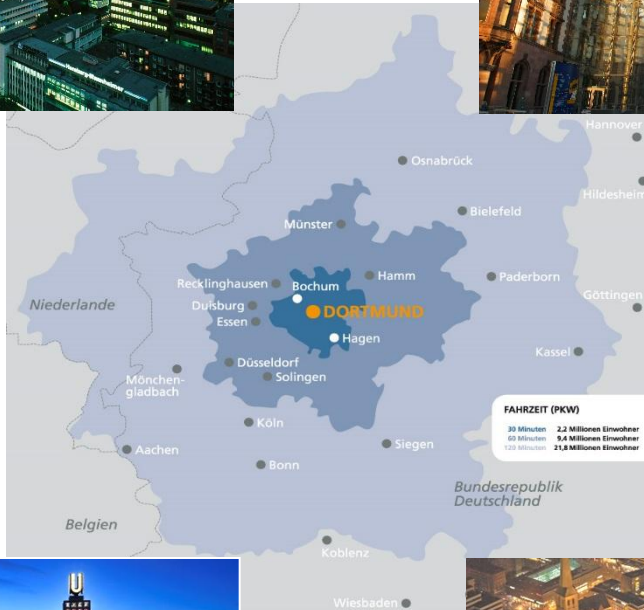 Hannover
Osnabrück
Hildesheim
Bielefeld
Münster
Recklinghausen
Bochum
Hamm
Paderborn
Göttingen
Niederlande
Duisburg
DORTMUND
Essen
Hagen
Kassel
Düsseldorf
Mönchen-
gladbach
Solingen
FAHRZEIT (PKW)
30 Minuten 2,2 Millionen Einwohner
60 Minuten 9,4 Millionen Einwohner
120 Minuten 21,8 Millionen Einwohner
Köln
Siegen
Aachen
Bonn
Bundesrepublik
Deutschland
Belgien
Koblenz
Wiesbaden
U